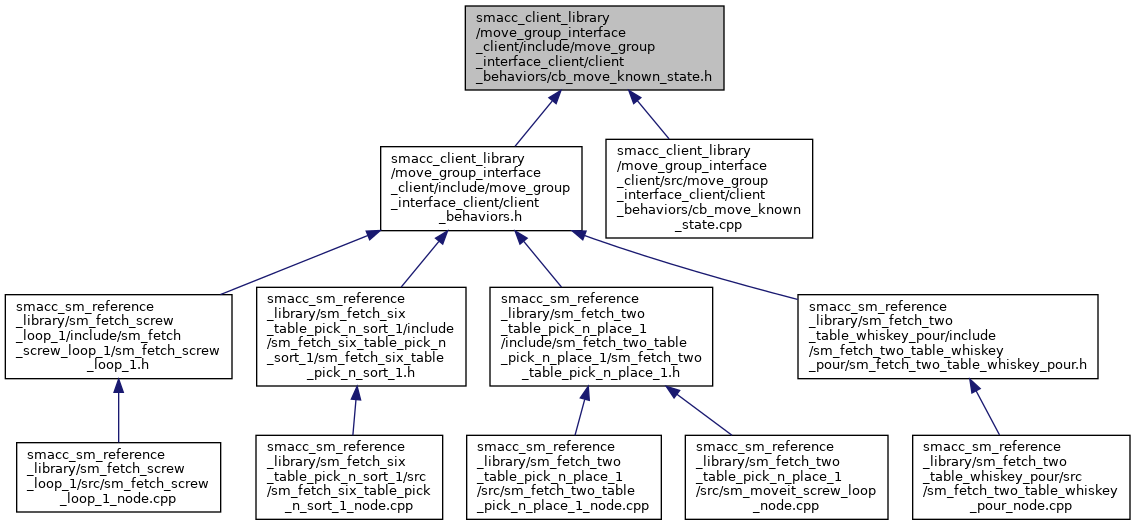 smacc_client_library
/move_group_interface
_client/include/move_group
_interface_client/client
_behaviors/cb_move_known_state.h
smacc_client_library
/move_group_interface
_client/include/move_group
_interface_client/client
_behaviors.h
smacc_client_library
/move_group_interface
_client/src/move_group
_interface_client/client
_behaviors/cb_move_known
_state.cpp
smacc_sm_reference
_library/sm_fetch_screw
_loop_1/include/sm_fetch
_screw_loop_1/sm_fetch_screw
_loop_1.h
smacc_sm_reference
_library/sm_fetch_six
_table_pick_n_sort_1/include
/sm_fetch_six_table_pick_n
_sort_1/sm_fetch_six_table
_pick_n_sort_1.h
smacc_sm_reference
_library/sm_fetch_two
_table_pick_n_place_1
/include/sm_fetch_two_table
_pick_n_place_1/sm_fetch_two
_table_pick_n_place_1.h
smacc_sm_reference
_library/sm_fetch_two
_table_whiskey_pour/include
/sm_fetch_two_table_whiskey
_pour/sm_fetch_two_table_whiskey_pour.h
smacc_sm_reference
_library/sm_fetch_screw
_loop_1/src/sm_fetch_screw
_loop_1_node.cpp
smacc_sm_reference
_library/sm_fetch_six
_table_pick_n_sort_1/src
/sm_fetch_six_table_pick
_n_sort_1_node.cpp
smacc_sm_reference
_library/sm_fetch_two
_table_pick_n_place_1
/src/sm_fetch_two_table
_pick_n_place_1_node.cpp
smacc_sm_reference
_library/sm_fetch_two
_table_pick_n_place_1
/src/sm_moveit_screw_loop
_node.cpp
smacc_sm_reference
_library/sm_fetch_two
_table_whiskey_pour/src
/sm_fetch_two_table_whiskey
_pour_node.cpp